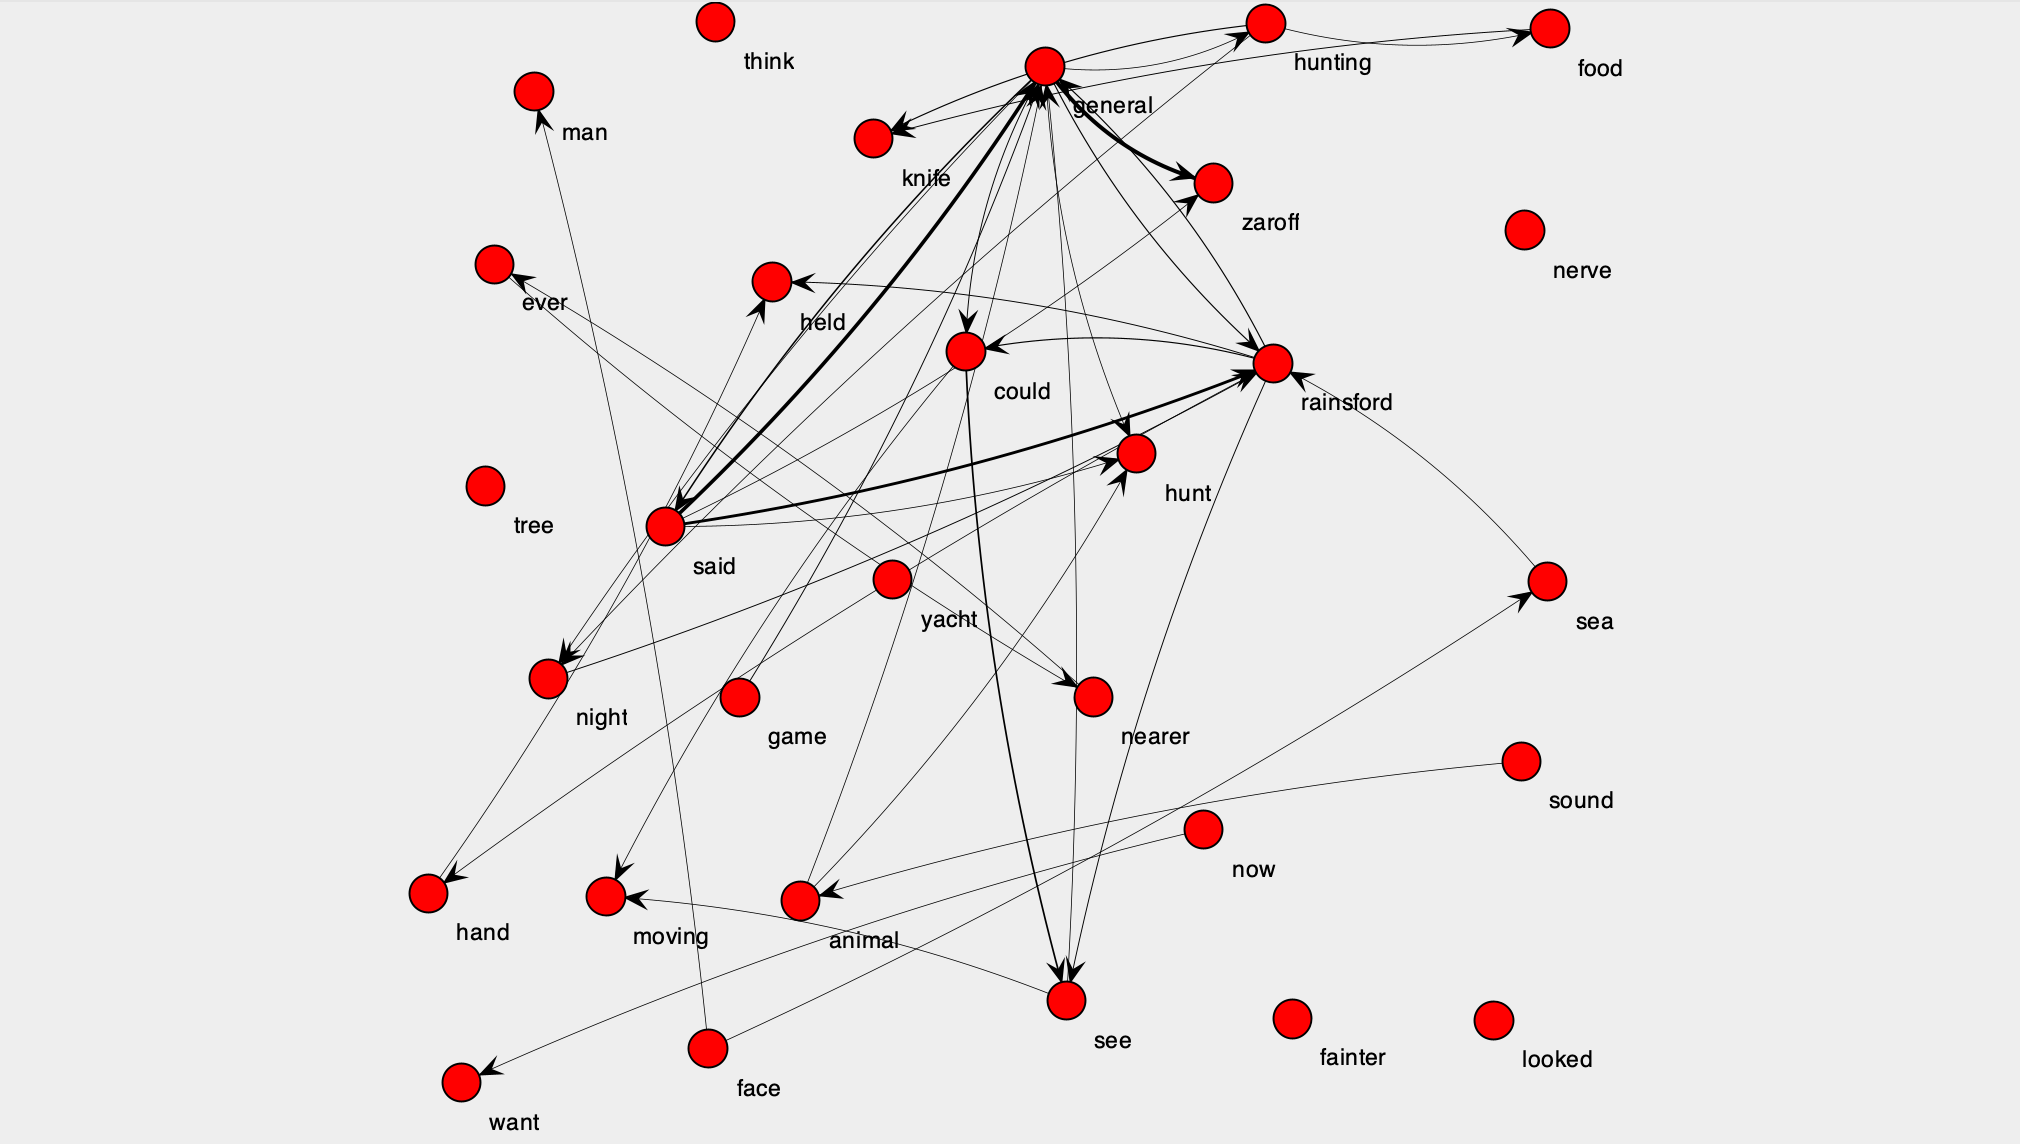 think
hunting
food
general
man
knife
zaroff
nerve
ever
held
could
rainsford
hunt
tree
said
yacht
sea
night
game
nearer
sound
now
hand
moving
animal
see
fainter
looked
face
want